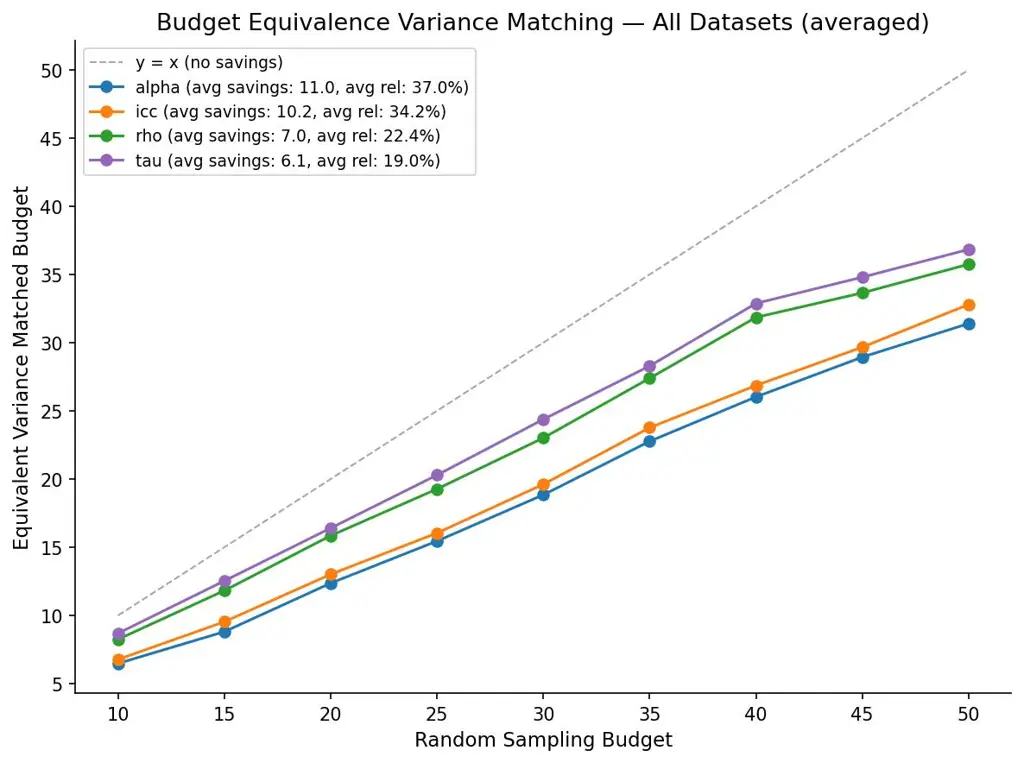 Budget Equivalence Variance Matching — All Datasets (averaged)
y = x (no savings)
alpha (avg savings: 11.0, avg rel: 37.0%)
icc (avg savings: 10.2, avg rel: 34.2%)
rho (avg savings: 7.0, avg rel: 22.4%)
tau (avg savings: 6.1, avg rel: 19.0%)
Equivalent Variance Matched Budget
50
45
40
35
30
25
20
15
10
5
10 15 20 25 30 35 40 45 50
Random Sampling Budget